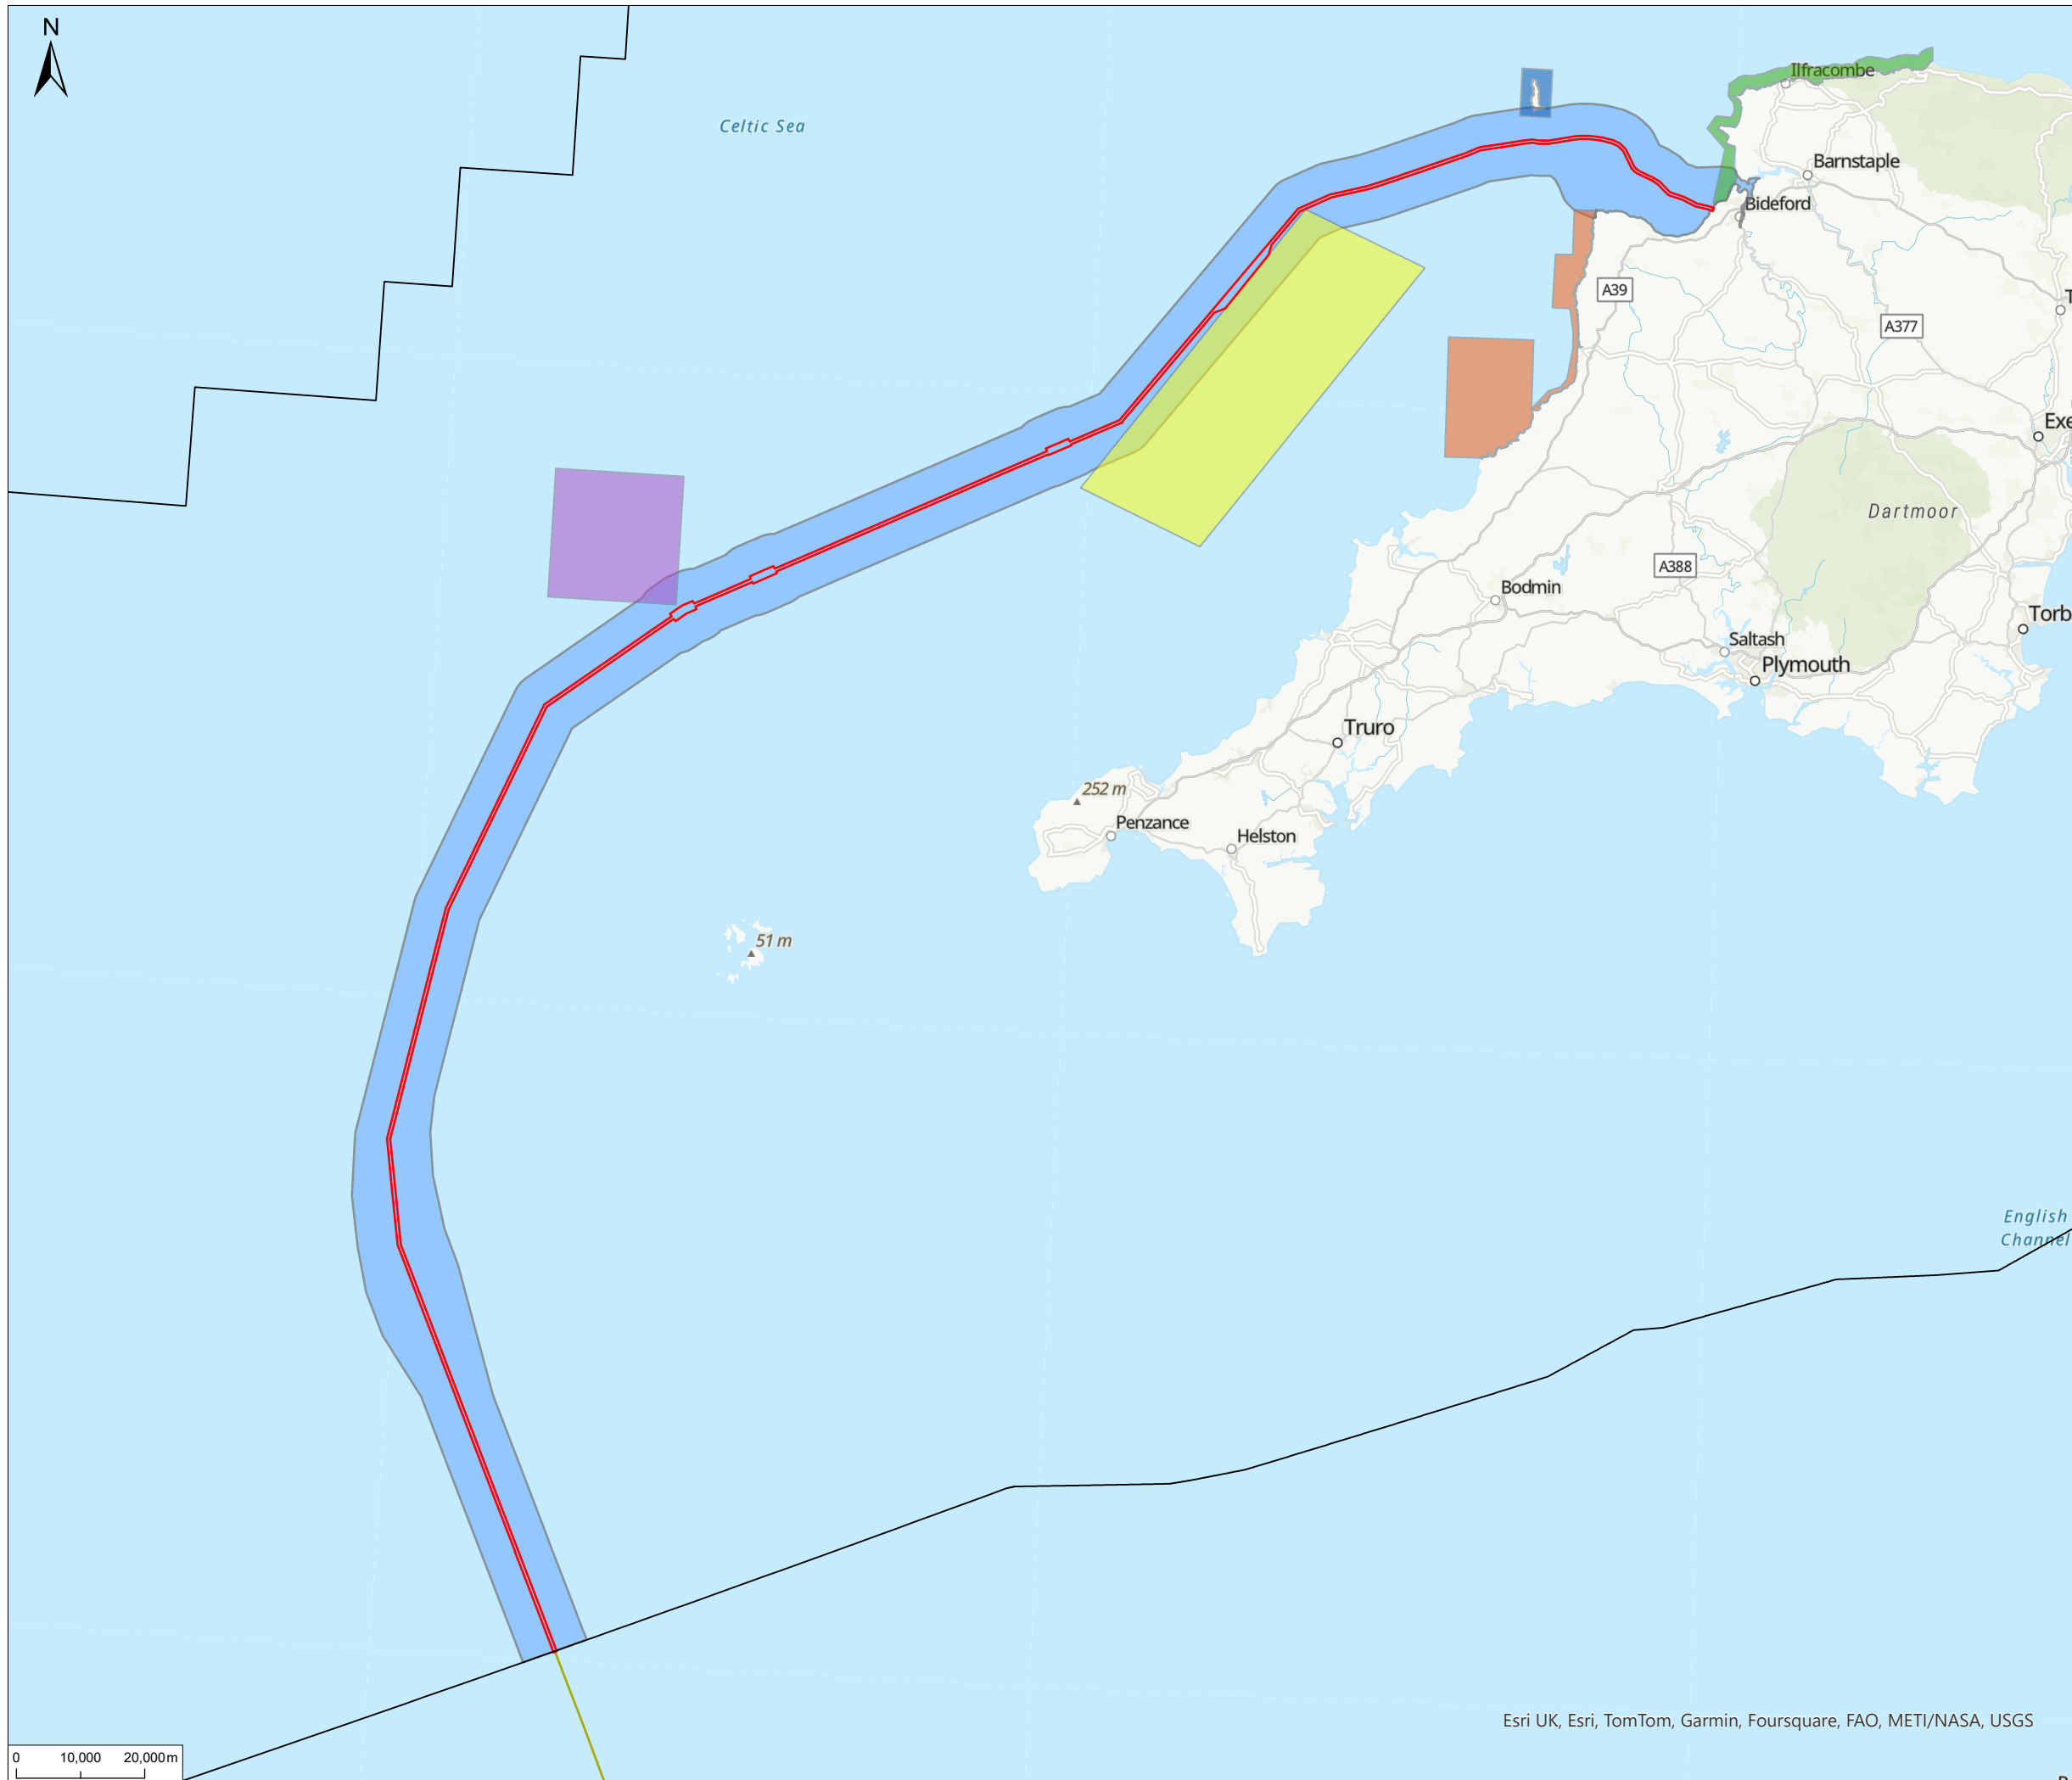 N
Ilfracombe
Celtic Sea
Barnstaple
Bideford
A39
A377
Exe
Dartmoor
A388
Bodmin
Torb
Saltash
Plymouth
Truro
252 m
Penzance
Helston
51 m
English
Channel
Esri UK, Esri, TomTom, Garmin, Foursquare, FAO, METI/NASA, USGS
0 10,000 20,000m